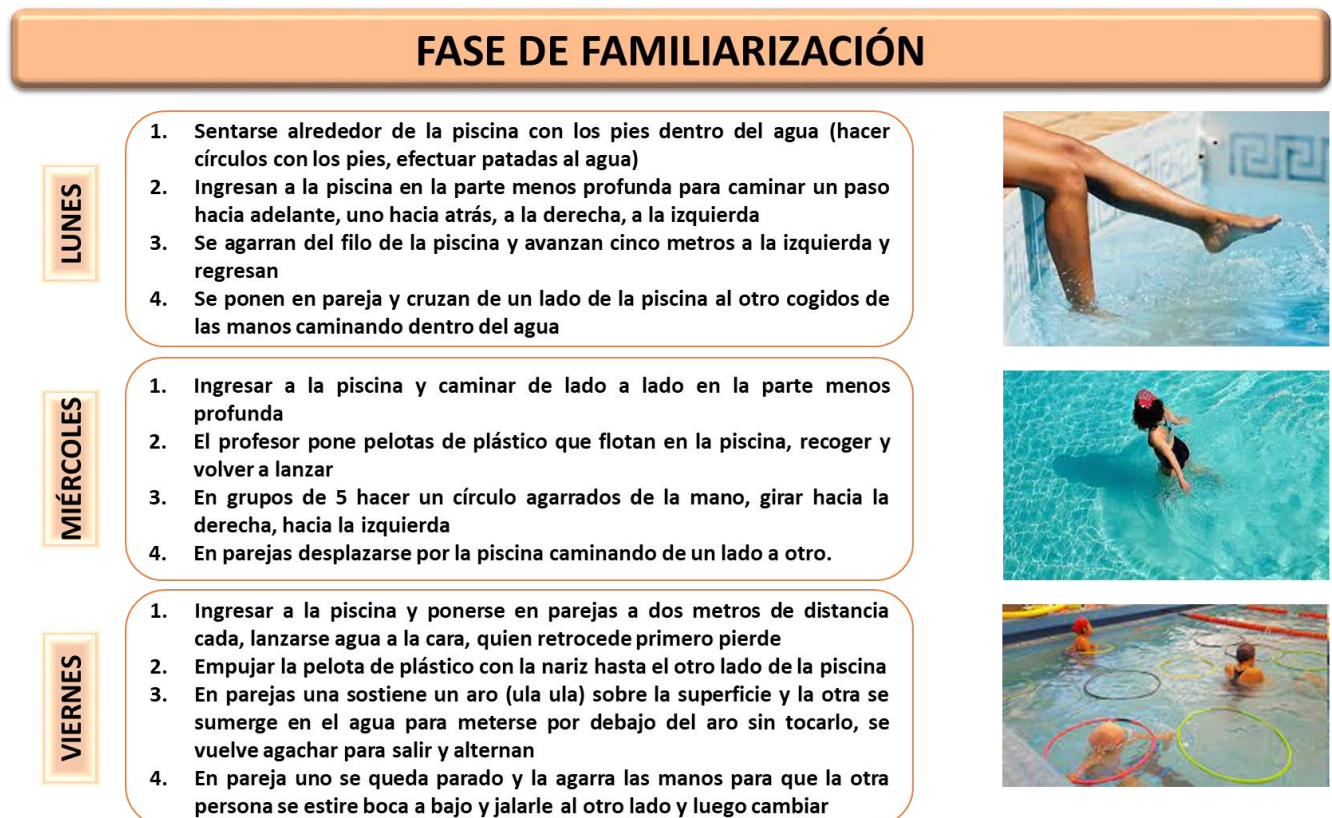 FASE DE FAMILIARIZACIÓN
LUNES
1. Sentarse alrededor de la piscina con los pies dentro del agua (hacer
círculos con los pies, efectuar patadas al agua)
2. Ingresan a la piscina en la parte menos profunda para caminar un paso
hacia adelante, uno hacia atrás, a la derecha, a la izquierda
3. Se agarran del filo de la piscina y avanzan cinco metros a la izquierda y
regresan
4. Se ponen en pareja y cruzan de un lado de la piscina al otro cogidos de
las manos caminando dentro del agua
MIÉRCOLES
1. Ingresar a la piscina y caminar de lado a lado en la parte menos
profunda
2. El profesor pone pelotas de plástico que flotan en la piscina, recoger y
volver a lanzar
3. En grupos de 5 hacer un círculo agarrados de la mano, girar hacia la
derecha, hacia la izquierda
4. En parejas desplazarse por la piscina caminando de un lado a otro.
VIERNES
1. Ingresar a la piscina y ponerse en parejas a dos metros de distancia
cada, lanzarse agua a la cara, quien retrocede primero pierde
2. Empujar la pelota de plástico con la nariz hasta el otro lado de la piscina
3. En parejas una sostiene un aro (ula ula) sobre la superficie y la otra se
sumerge en el agua para meterse por debajo del aro sin tocarlo, se
vuelve agachar para salir y alternan
4. En pareja uno se queda parado y la agarra las manos para que la otra
persona se estire boca a bajo y jalarle al otro lado y luego cambiar